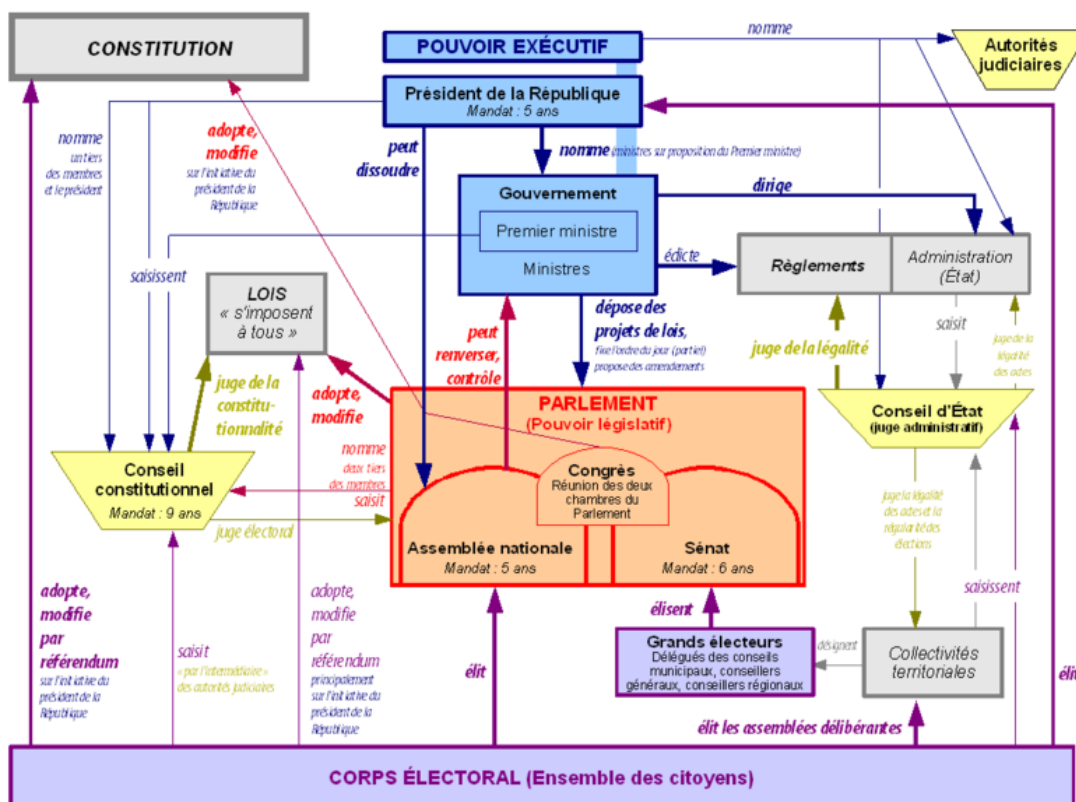 CONSTITUTION
POUVOIR EXÉCUTIF
nomme
Autorités
judiciaires
Président de la République
Mandat : 5 ans
nomme
un tiers
des membres
et le président
adopte,
modifie
sur l'initiative du
président de la
République
peut
dissoudre
nomme (ministres sur proposition du Premier ministre)
Gouvernement
Premier ministre
Ministres
dirige
édicte
Règlements
Administration
(État)
saisissent
LOIS
« s'imposent
à tous »
peut
renverser,
contrôle
dépose des
projets de lois,
fixe l'ordre du jour (partiel)
propose des amendements
juge de la légalité
saisit
juge de la
légalité
des actes
juge de la
constitu-
tionnalité
adopte,
modifie
PARLEMENT
(Pouvoir législatif)
Conseil d'État
(juge administratif)
Conseil
constitutionnel
Mandat : 9 ans
nomme
deux tiers
des membres
saisit
juge électoral
Congrès
Réunion des deux
chambres du
Parlement
Assemblée nationale
Mandat : 5 ans
Sénat
Mandat : 6 ans
juge la légalité
des actes et la
régularité des
élections
saisissent
adopte,
modifie
par
référendum
sur l'initiative du
président de la
République
saisit
« par l'intermédiaire »
des autorités judiciaires
adopte,
modifie
par
référendum
principalement
sur l'initiative du
président de la
République
élit
élisent
Grands électeurs
Délégués des conseils
municipaux, conseillers
généraux, conseillers régionaux
désignent
Collectivités
territoriales
élit
élit les assemblées délibérantes
CORPS ÉLECTORAL (Ensemble des citoyens)